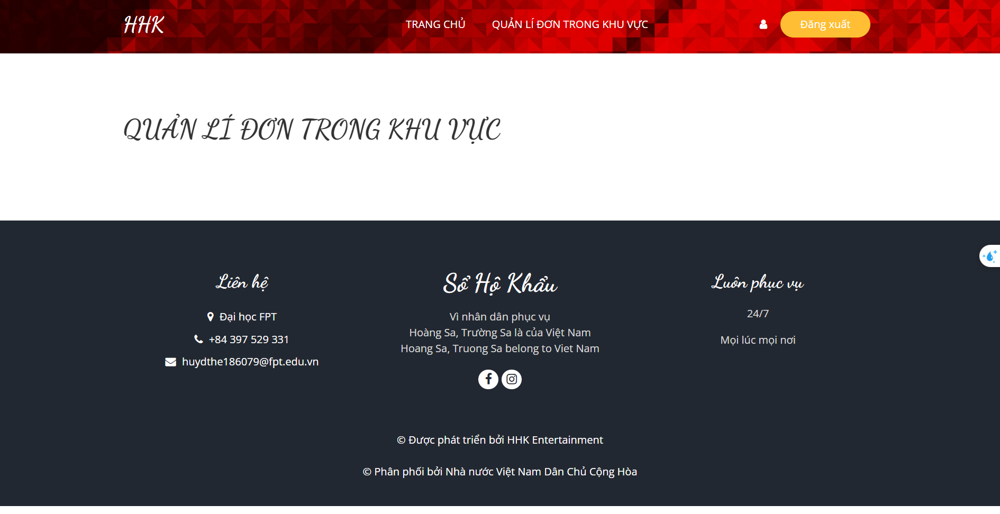 HHK
TRANG CHỦ
QUẢN LÍ ĐƠN TRONG KHU VỰC
Đăng xuất
QUẢN LÍ ĐƠN TRONG KHU VỰC
Liên hệ
Đại học FPT
+84 397 529 331
huydthe186079@fpt.edu.vn
Sổ Hộ Khẩu
Vì nhân dân phục vụ
Hoàng Sa, Trường Sa là của Việt Nam
Hoang Sa, Truong Sa belong to Viet Nam
Luôn phục vụ
24/7
Mọi lúc mọi nơi
© Được phát triển bởi HHK Entertainment
© Phân phối bởi Nhà nước Việt Nam Dân Chủ Cộng Hòa